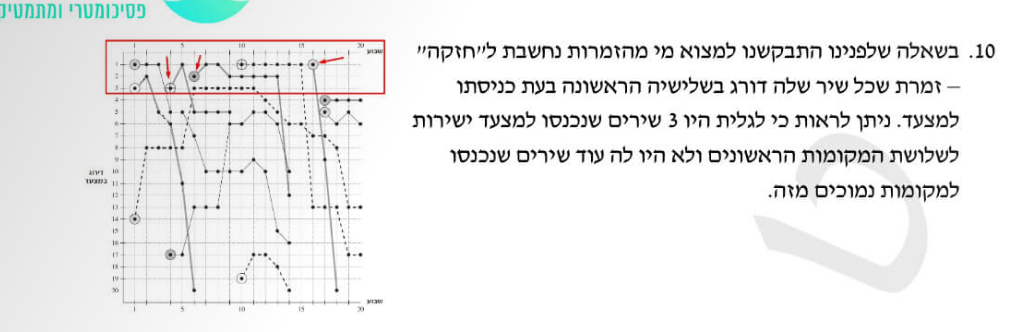 פסיכומטרי ומתמטיק
10. בשאלה שלפנינו התבקשנו למצוא מי מהזמרות נחשבת ל״חזקה״
– זמרת שכל שיר שלה דורג בשלישיה הראשונה בעת כניסתו
למצעד. ניתן לראות כי לגלית היו 3 שירים שנכנסו למצעד ישירות
לשלושת המקומות הראשונים ולא היו לה עוד שירים שנכנסו
למקומות נמוכים מזה.
1 5 10 15 20 שבוע
1
2
3
4
5
6
7
8
9
10
11
12
13
14
15
16
17
18
19
20
דירוג
במצעד
1 5 10 15 20 שבוע